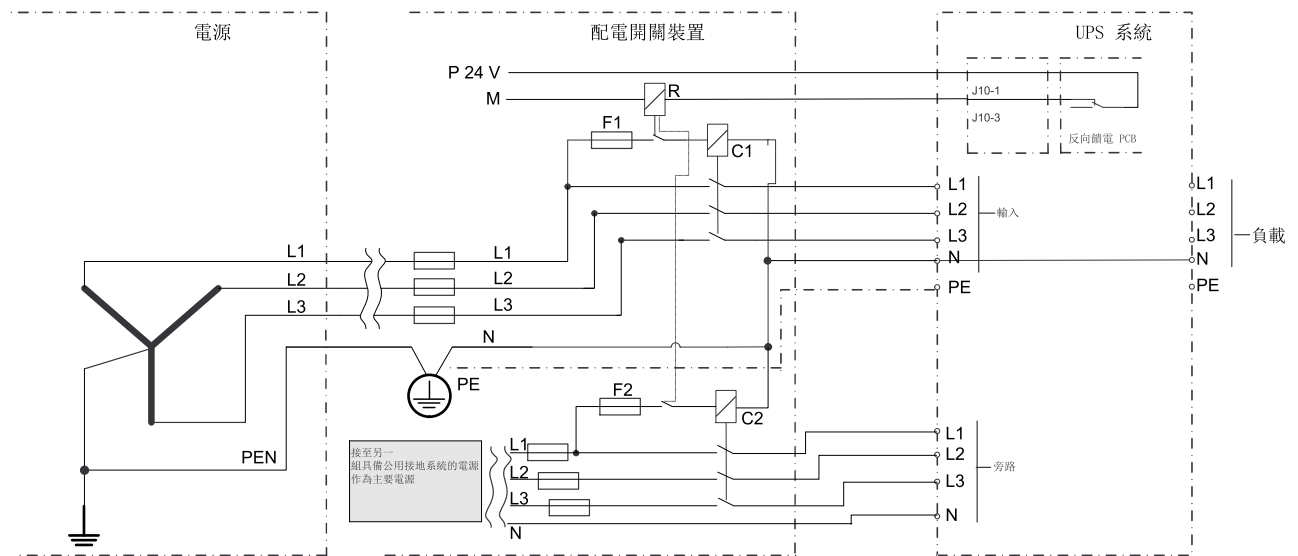 電源
配電開關裝置
UPS 系統
P 24 V
M
R
J10-1
J10-3
反向饋電 PCB
F1
C1
L1
L2
L3
N
PE
輸入
L1
L2
L3
N
PE
負載
L1
L2
L3
L1
L2
L3
N
PE
PEN
F2
C2
接至另一
組具備公用接地系統的電源
作為主要電源
L1
L2
L3
N
L1
L2
L3
N
旁路